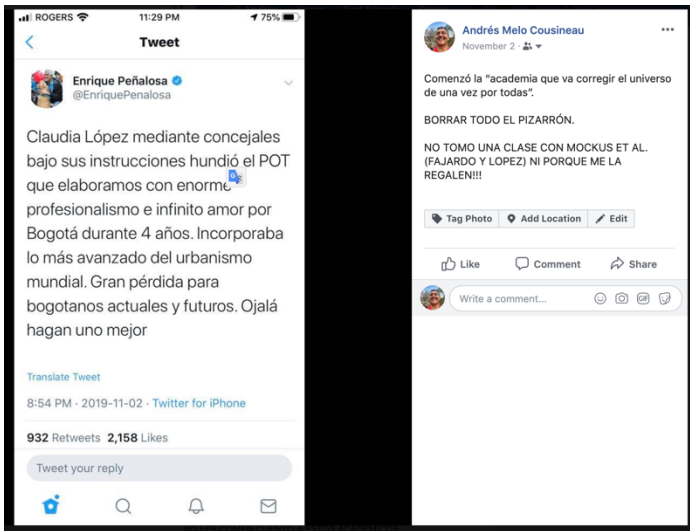 ROGERS 11:29 PM 75%
Tweet
Enrique Peñalosa
@EnriquePenalosa
Claudia López mediante concejales
bajo sus instrucciones hundió el POT
que elaboramos con enorme
profesionalismo e infinito amor por
Bogotá durante 4 años. Incorporaba
lo más avanzado del urbanismo
mundial. Gran pérdida para
bogotanos actuales y futuros. Ojalá
hagan uno mejor
Translate Tweet
8:54 PM · 2019-11-02 · Twitter for iPhone
932 Retweets 2,158 Likes
Tweet your reply
Andrés Melo Cousineau
November 2 ·
Comenzó la “academia que va corregir el universo
de una vez por todas”.
BORRAR TODO EL PIZARRÓN.
NO TOMO UNA CLASE CON MOCKUS ET AL.
(FAJARDO Y LOPEZ) NI PORQUE ME LA
REGALEN!!!
Tag Photo Add Location Edit
Like Comment Share
Write a comment... GIF